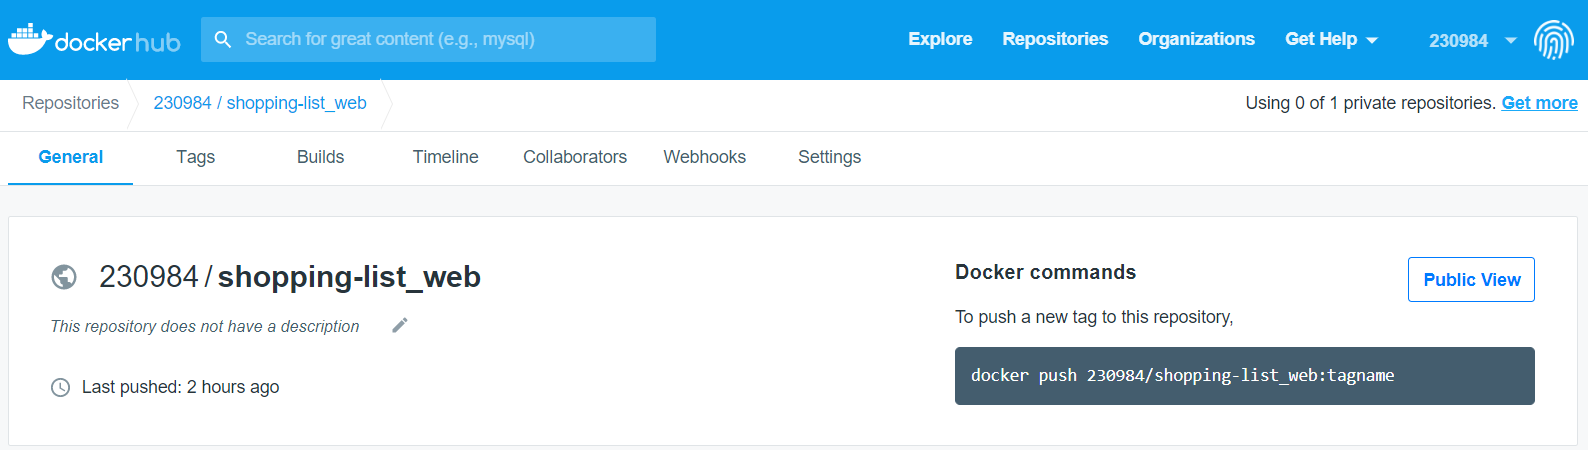 docker hub
Search for great content (e.g., mysql)
Explore
Repositories
Organizations
Get Help
230984
Repositories
230984 / shopping-list_web
Using 0 of 1 private repositories. Get more
General
Tags
Builds
Timeline
Collaborators
Webhooks
Settings
230984 / shopping-list_web
This repository does not have a description
Last pushed: 2 hours ago
Docker commands
Public View
To push a new tag to this repository,
docker push 230984/shopping-list_web:tagname